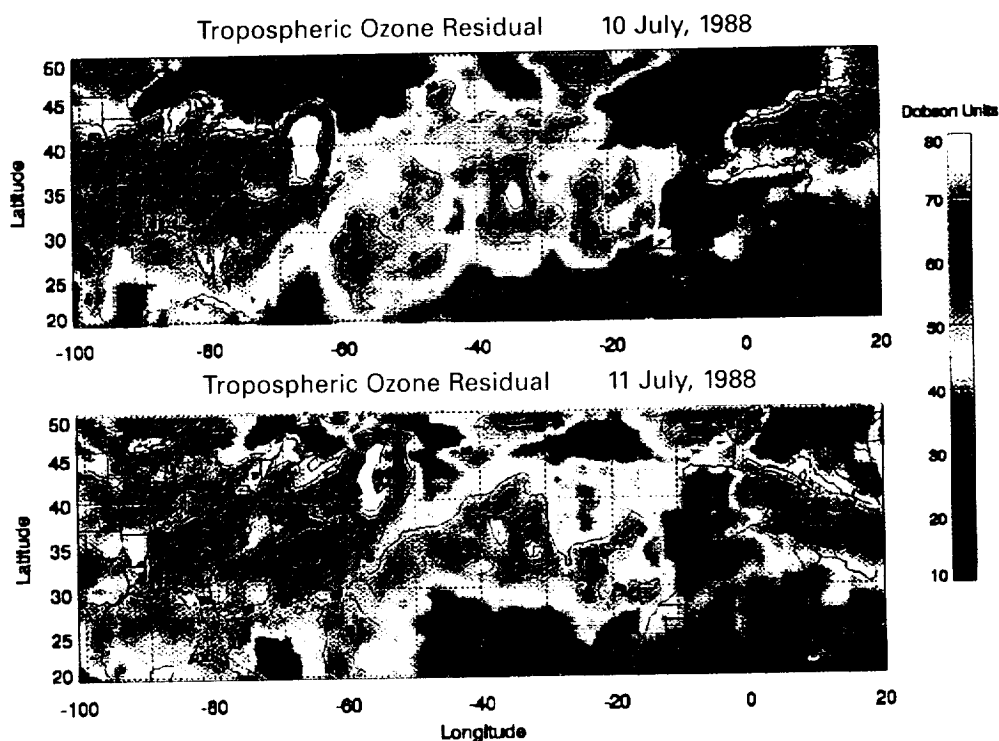 Tropospheric Ozone Residual 10 July, 1988
50
45
40
35
30
25
20
Latitude
-100 -80 -60 -40 -20 0 20
Dobson Units
80
70
60
50
40
30
20
10
Tropospheric Ozone Residual 11 July, 1988
50
45
40
35
30
25
20
Latitude
-100 -80 -60 -40 -20 0 20
Longitude